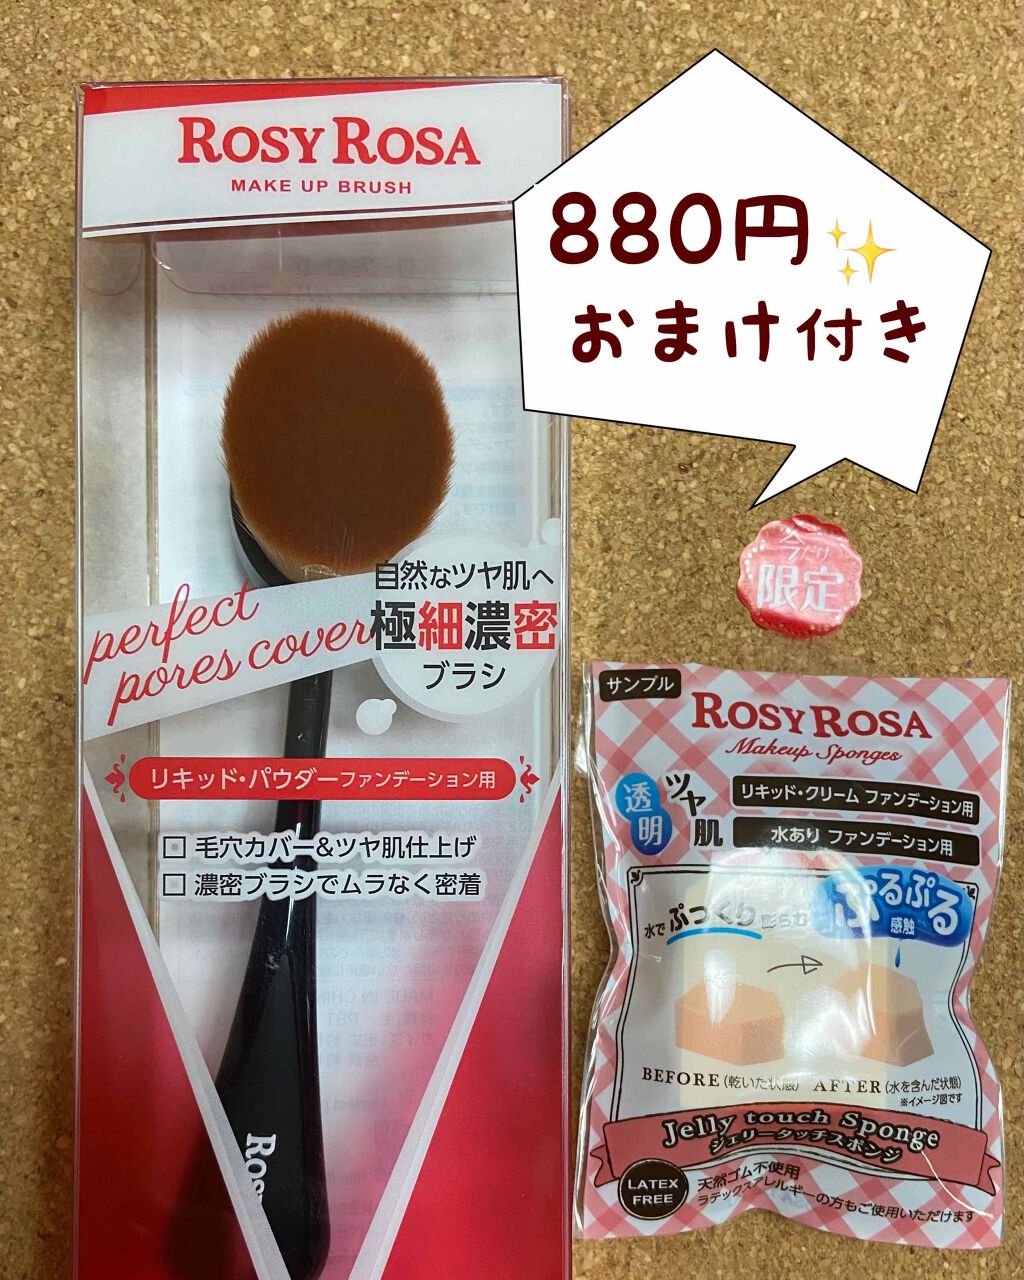 ROSY ROSA
MAKE UP BRUSH
880円✨
おまけ付き
自然なツヤ肌へ
極細濃密
ブラシ
perfect
pores cover
リキッド・パウダーファンデーション用
毛穴カバー&ツヤ肌仕上げ
濃密ブラシでムラなく密着
MADE IN CHIN
PBT
Ros
今だけ
限定
サンプル
ROSY ROSA
Makeup Sponges
透明
ツヤ肌
リキッド・クリーム ファンデーション用
水あり ファンデーション用
水でぷっくり膨らむ
ぷるぷる
感触
BEFORE(乾いた状態) AFTER(水を含んだ状態)
※イメージ図です
Jelly touch Sponge
ジェリータッチスポンジ
LATEX
FREE
天然ゴム不使用
ラテックスアレルギーの方もご使用いただけます